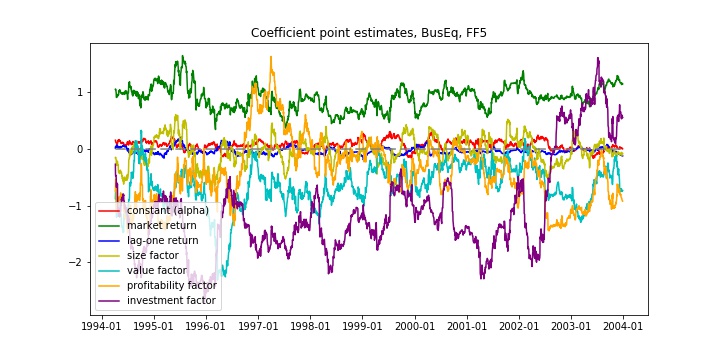 Coefficient point estimates, BusEq, FF5
1
0
−1
−2
constant (alpha)
market return
lag-one return
size factor
value factor
profitability factor
investment factor
1994-01 1995-01 1996-01 1997-01 1998-01 1999-01 2000-01 2001-01 2002-01 2003-01 2004-01